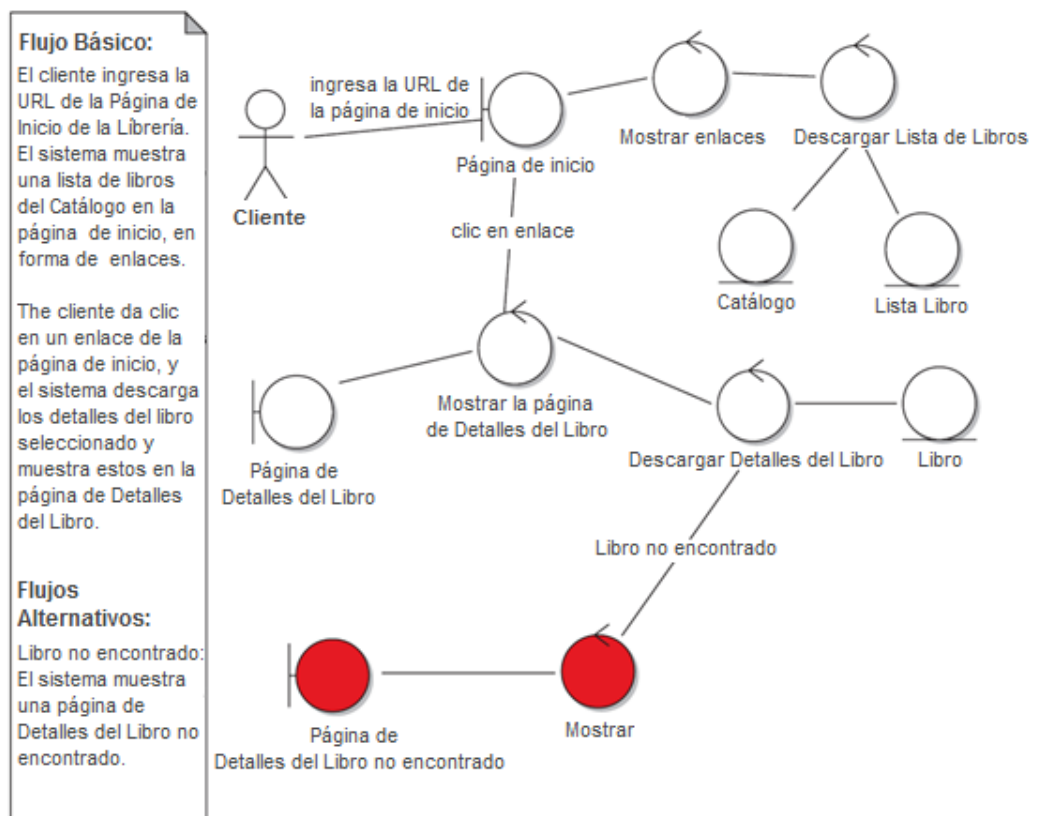 Flujo Básico:
El cliente ingresa la
URL de la Página de
Inicio de la Líbrería.
El sistema muestra
una lista de libros
del Catálogo en la
página de inicio, en
forma de enlaces.
The cliente da clic
en un enlace de la
página de inicio, y
el sistema descarga
los detalles del libro
seleccionado y
muestra estos en la
página de Detalles
del Libro.
Flujos
Alternativos:
Libro no encontrado:
El sistema muestra
una página de
Detalles del Libro no
encontrado.
Cliente
ingresa la URL de
la página de inicio
Página de inicio
Mostrar enlaces
Descargar Lista de Libros
Catálogo
Lista Libro
clic en enlace
Mostrar la página
de Detalles del Libro
Página de
Detalles del Libro
Descargar Detalles del Libro
Libro
Libro no encontrado
Mostrar
Página de
Detalles del Libro no encontrado